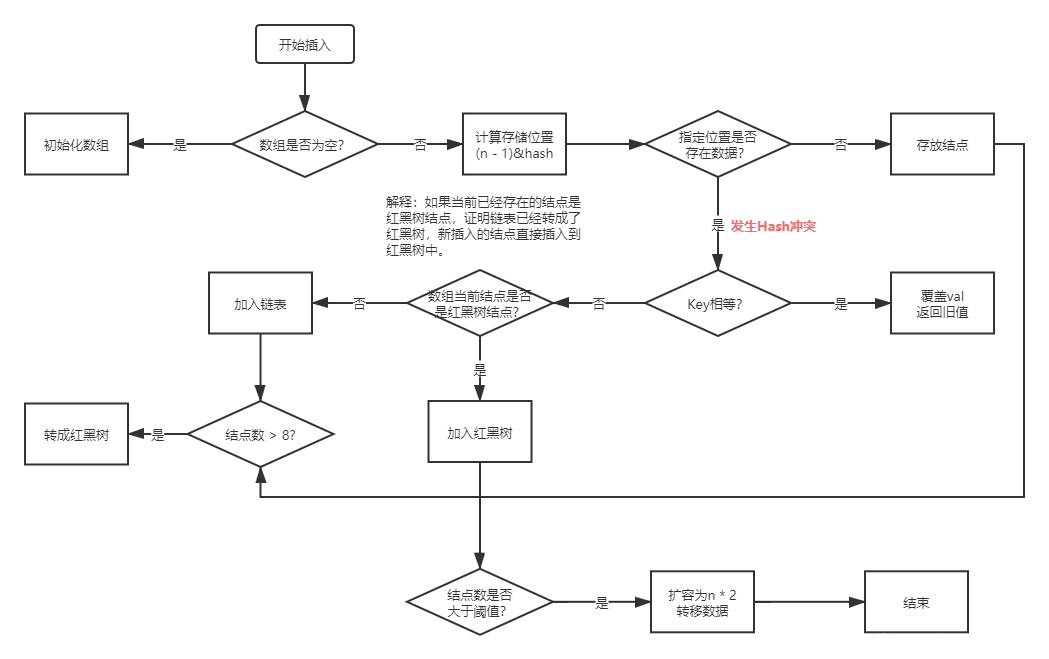 开始插入
初始化数组
是
数组是否为空?
否
计算存储位置
(n - 1)&hash
指定位置是否
存在数据?
否
存放结点
解释：如果当前已经存在的结点是
红黑树结点，证明链表已经转成了
红黑树，新插入的结点直接插入到
红黑树中。
是 发生Hash冲突
加入链表
否
数组当前结点是否
是红黑树结点?
否
Key相等?
是
覆盖val
返回旧值
是
转成红黑树
是
结点数 > 8?
加入红黑树
结点数是否
大于阈值?
是
扩容为n * 2
转移数据
结束